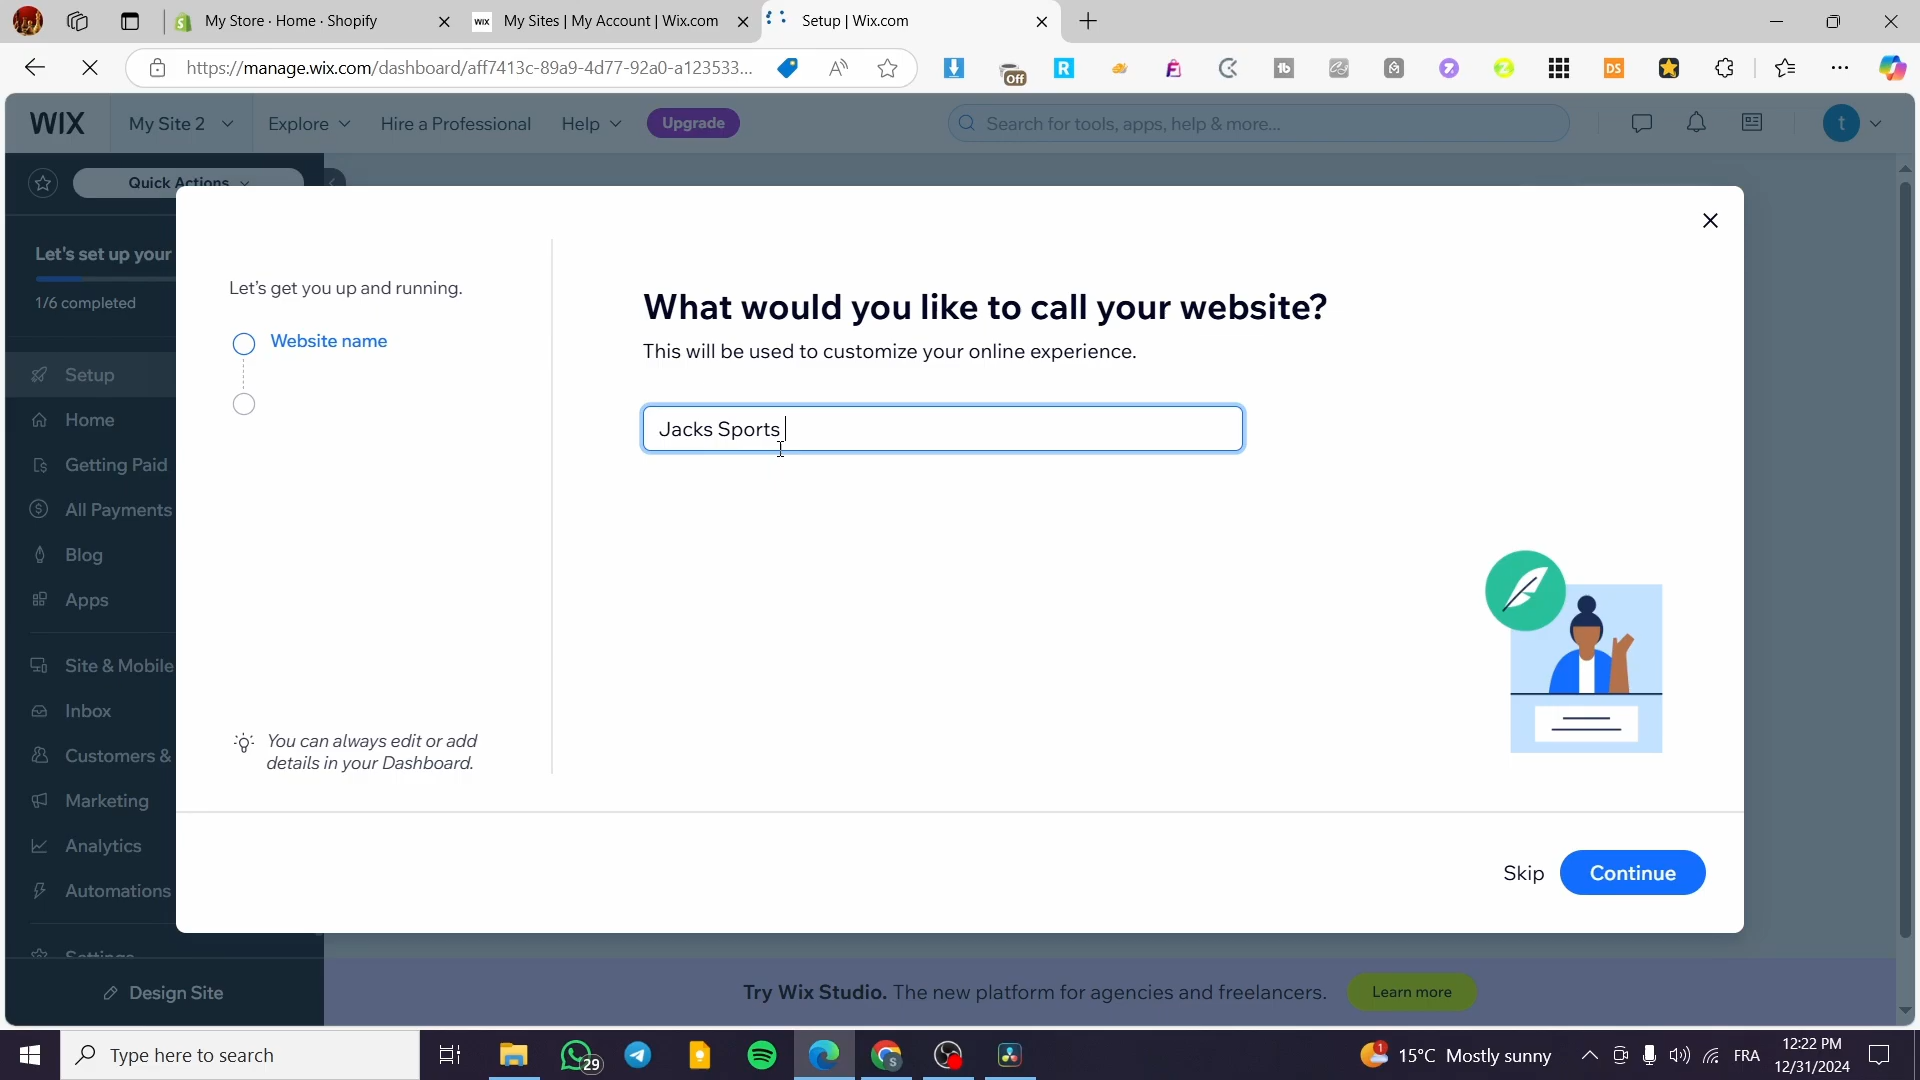 My Store · Home · Shopify
WIX
My Sites | My Account | Wix.com
Setup | Wix.com
https://manage.wix.com/dashboard/aff7413c-89a9-4d77-92a0-a123533...
Off
DS
WIX
My Site 2
Explore
Hire a Professional
Help
Upgrade
Search for tools, apps, help & more...
t
Quick Actions
Let's set up your
1/6 completed
Setup
Home
Getting Paid
All Payments
Blog
Apps
Site & Mobile
Inbox
Customers &
Marketing
Analytics
Automations
Settings
Design Site
Let's get you up and running.
Website name
You can always edit or add
details in your Dashboard.
What would you like to call your website?
This will be used to customize your online experience.
Jacks Sports
Skip
Continue
Try Wix Studio. The new platform for agencies and freelancers.
Learn more
Type here to search
29
1
15°C Mostly sunny
FRA
12:22 PM
12/31/2024